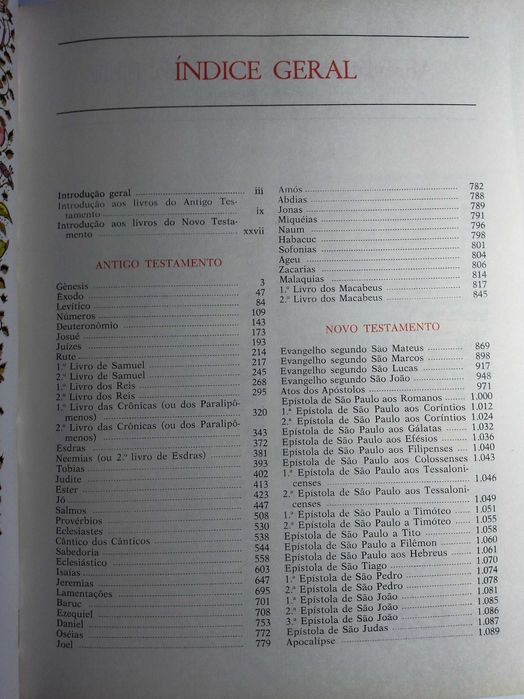 ÍNDICE GERAL
Introdução geral ... iii
Introdução aos livros do Antigo Tes-
tamento ... ix
Introdução aos livros do Novo Testa-
mento ... xxvii
ANTIGO TESTAMENTO
Gênesis ... 3
Êxodo ... 47
Levítico ... 84
Números ... 109
Deuteronômio ... 143
Josué ... 173
Juízes ... 193
Rute ... 214
1.º Livro de Samuel ... 217
2.º Livro de Samuel ... 245
1.º Livro dos Reis ... 268
2.º Livro dos Reis ... 295
1.º Livro das Crônicas (ou dos Paralipô-
menos) ... 320
2.º Livro das Crônicas (ou dos Paralipô-
menos) ... 343
Esdras ... 372
Neemias (ou 2.º livro de Esdras) ... 381
Tobias ... 393
Judite ... 402
Ester ... 413
Jó ... 423
Salmos ... 447
Provérbios ... 508
Eclesiastes ... 530
Cântico dos Cânticos ... 538
Sabedoria ... 544
Eclesiástico ... 558
Isaías ... 603
Jeremias ... 647
Lamentações ... 695
Baruc ... 701
Ezequiel ... 708
Daniel ... 753
Oséias ... 772
Joel ... 779
Amós ... 782
Abdias ... 788
Jonas ... 789
Miquéias ... 791
Naum ... 796
Habacuc ... 798
Sofonias ... 801
Ageu ... 804
Zacarias ... 806
Malaquias ... 814
1.º Livro dos Macabeus ... 817
2.º Livro dos Macabeus ... 845
NOVO TESTAMENTO
Evangelho segundo São Mateus ... 869
Evangelho segundo São Marcos ... 898
Evangelho segundo São Lucas ... 917
Evangelho segundo São João ... 948
Atos dos Apóstolos ... 971
Epístola de São Paulo aos Romanos ... 1.000
1.ª Epístola de São Paulo aos Coríntios 1.012
2.ª Epístola de São Paulo aos Coríntios 1.024
Epístola de São Paulo aos Gálatas ... 1.032
Epístola de São Paulo aos Efésios ... 1.036
Epístola de São Paulo aos Filipenses ... 1.040
Epístola de São Paulo aos Colossenses 1.043
1.ª Epístola de São Paulo aos Tessaloni-
censes ... 1.046
2.ª Epístola de São Paulo aos Tessaloni-
censes ... 1.049
1.ª Epístola de São Paulo a Timóteo ... 1.051
2.ª Epístola de São Paulo a Timóteo ... 1.055
Epístola de São Paulo a Tito ... 1.058
Epístola de São Paulo a Filêmon ... 1.060
Epístola de São Paulo aos Hebreus ... 1.061
Epístola de São Tiago ... 1.070
1.ª Epístola de São Pedro ... 1.074
2.ª Epístola de São Pedro ... 1.078
1.ª Epístola de São João ... 1.081
2.ª Epístola de São João ... 1.085
3.ª Epístola de São João ... 1.086
Epístola de São Judas ... 1.087
Apocalipse ... 1.089